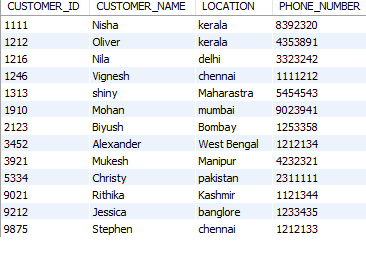 CUSTOMER_ID CUSTOMER_NAME LOCATION PHONE_NUMBER
1111 Nisha kerala 8392320
1212 Oliver kerala 4353891
1216 Nila delhi 3323242
1246 Vignesh chennai 1111212
1313 shiny Maharastra 5454543
1910 Mohan mumbai 9023941
2123 Biyush Bombay 1253358
3452 Alexander West Bengal 1212134
3921 Mukesh Manipur 4232321
5334 Christy pakistan 2311111
9021 Rithika Kashmir 1121344
9212 Jessica banglore 1233435
9875 Stephen chennai 1212133